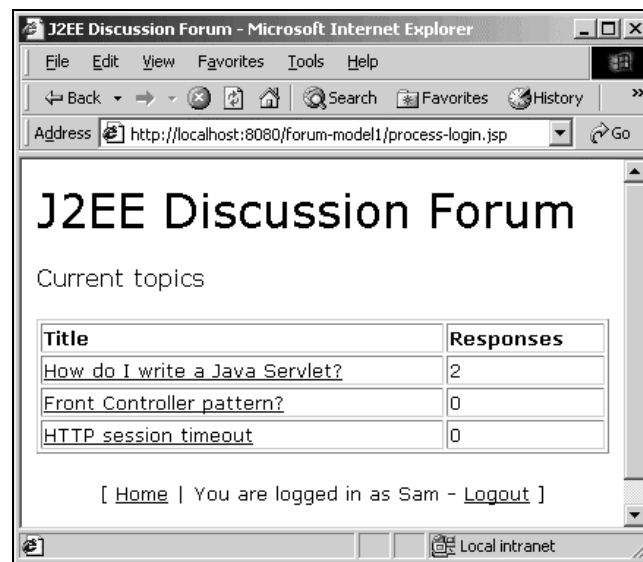 J2EE Discussion Forum - Microsoft Internet Explorer
File Edit View Favorites Tools Help
Back Search Favorites History »
Address http://localhost:8080/forum-model1/process-login.jsp Go
J2EE Discussion Forum
Current topics
Title Responses
How do I write a Java Servlet? 2
Front Controller pattern? 0
HTTP session timeout 0
[ Home | You are logged in as Sam - Logout ]
Local intranet